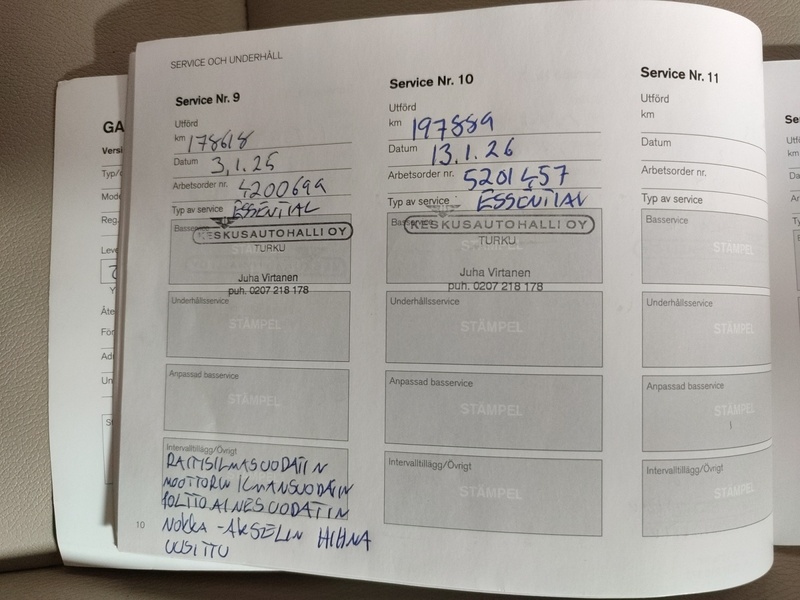 SERVICE OCH UNDERHÅLL
Service Nr. 9
Utförd
km 178618
Datum 3.1.25
Arbetsorder nr. 4200699
Typ av service ESSENTIAL
Basservice
KESKUSAUTOHALLI OY
TURKU
Juha Virtanen
puh. 0207 218 178
Underhållsservice
STÄMPEL
Anpassad basservice
STÄMPEL
Intervalltillägg/Övrigt
RAITISILMASUODATIN
MOOTTORIN ILMANSUODATIN
POLTTOAINESUODATIN
NOKKA-AKSELIN HIHNA
UUSITTU
10
Service Nr. 10
Utförd
km 197889
Datum 13.1.26
Arbetsorder nr. 5201457
Typ av service ESSENTIAL
Basservice
KESKUSAUTOHALLI OY
TURKU
STÄMPEL
Juha Virtanen
puh. 0207 218 178
Underhållsservice
STÄMPEL
Anpassad basservice
STÄMPEL
Intervalltillägg/Övrigt
STÄMPEL
Service Nr. 11
Utförd
km
Datum
Arbetsorder nr.
Typ av service
Basservice
STÄMPEL
Underhållsservice
STÄMPEL
Anpassad basservice
STÄMPEL
Intervalltillägg/Övrigt
STÄMPEL